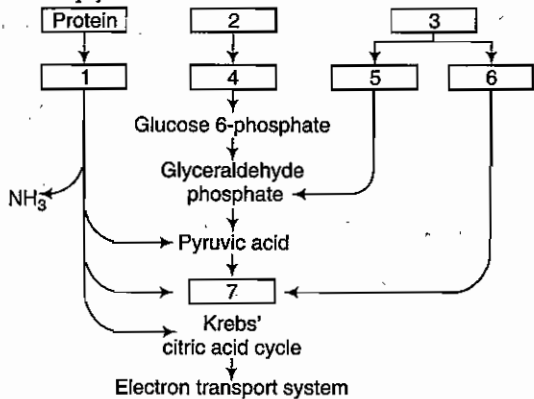 Protein 2 3
1 4 5 6
Glucose 6-phosphate
Glyceraldehyde
phosphate
NH3
Pyruvic acid
7
Krebs'
citric acid cycle
Electron transport system